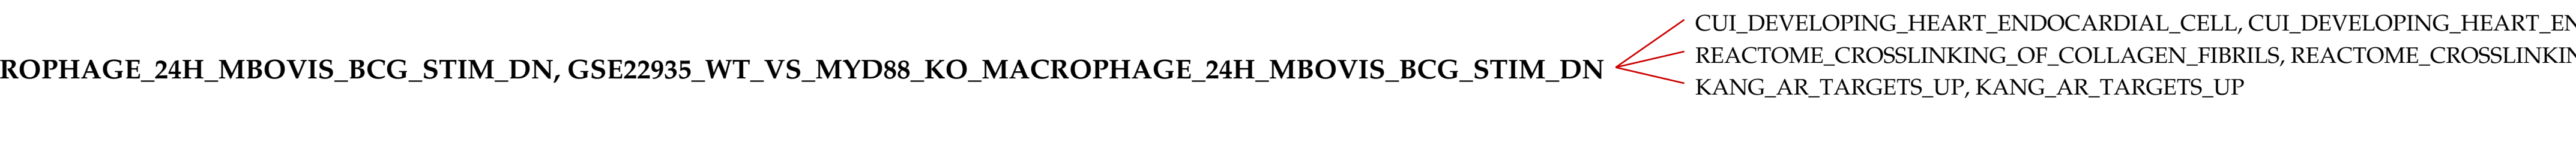 CUI_DEVELOPING_HEART_ENDOCARDIAL_CELL, CUI_DEVELOPING_HEART_EN
ROPHAGE_24H_MBOVIS_BCG_STIM_DN, GSE22935_WT_VS_MYD88_KO_MACROPHAGE_24H_MBOVIS_BCG_STIM_DN
REACTOME_CROSSLINKING_OF_COLLAGEN_FIBRILS, REACTOME_CROSSLINKIN
KANG_AR_TARGETS_UP, KANG_AR_TARGETS_UP